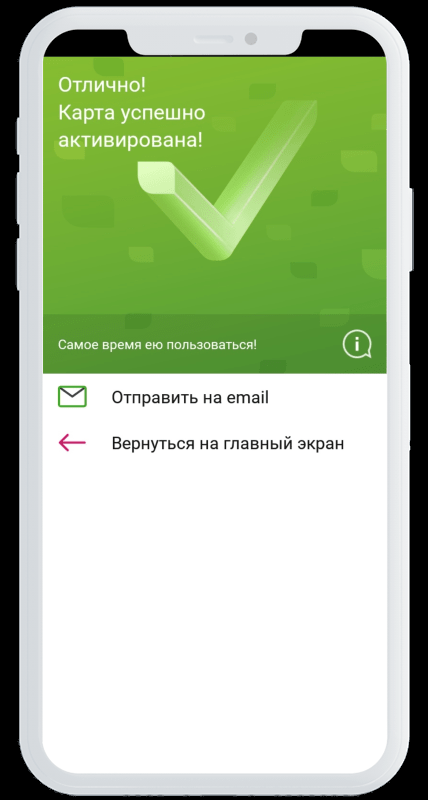 Отлично!
Карта успешно
активирована!
Самое время ею пользоваться!
Отправить на email
Вернуться на главный экран